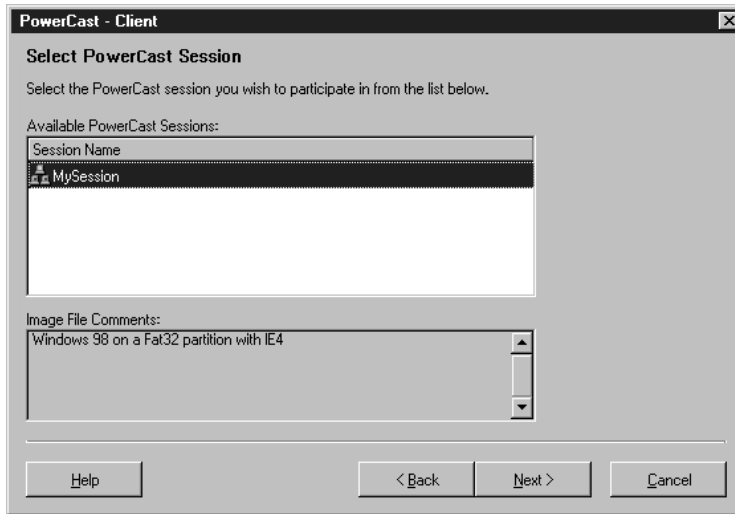 PowerCast - Client
Select PowerCast Session
Select the PowerCast session you wish to participate in from the list below.
Available PowerCast Sessions:
Session Name
MySession
Image File Comments:
Windows 98 on a Fat32 partition with IE4
Help
< Back
Next >
Cancel